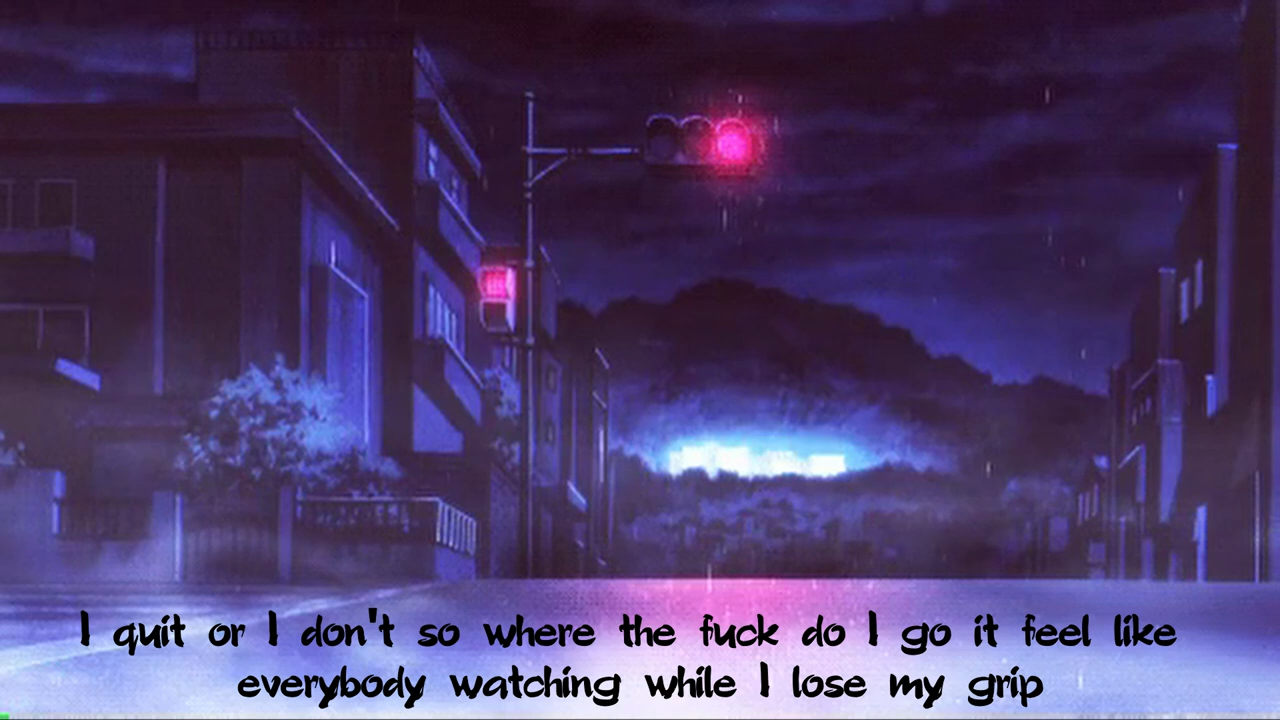 I quit or I don't so where the fuck do I go it feel like
everybody watching while I lose my grip